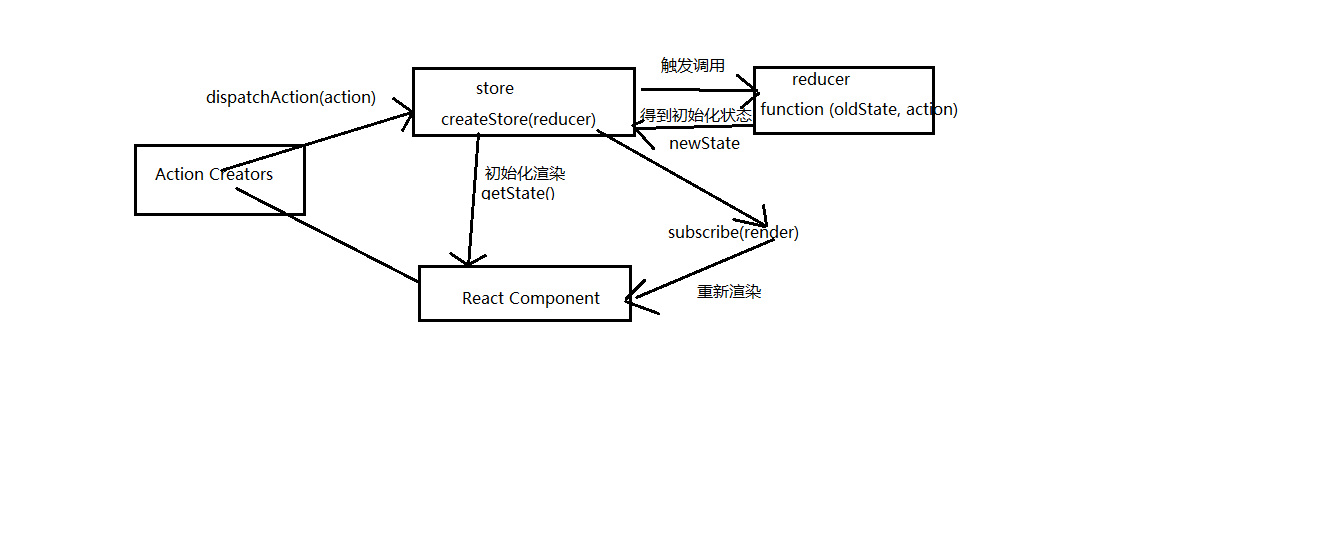 触发调用
store
reducer
dispatchAction(action)
createStore(reducer)
得到初始化状态
function (oldState, action)
newState
Action Creators
初始化渲染
getState()
subscribe(render)
React Component
重新渲染